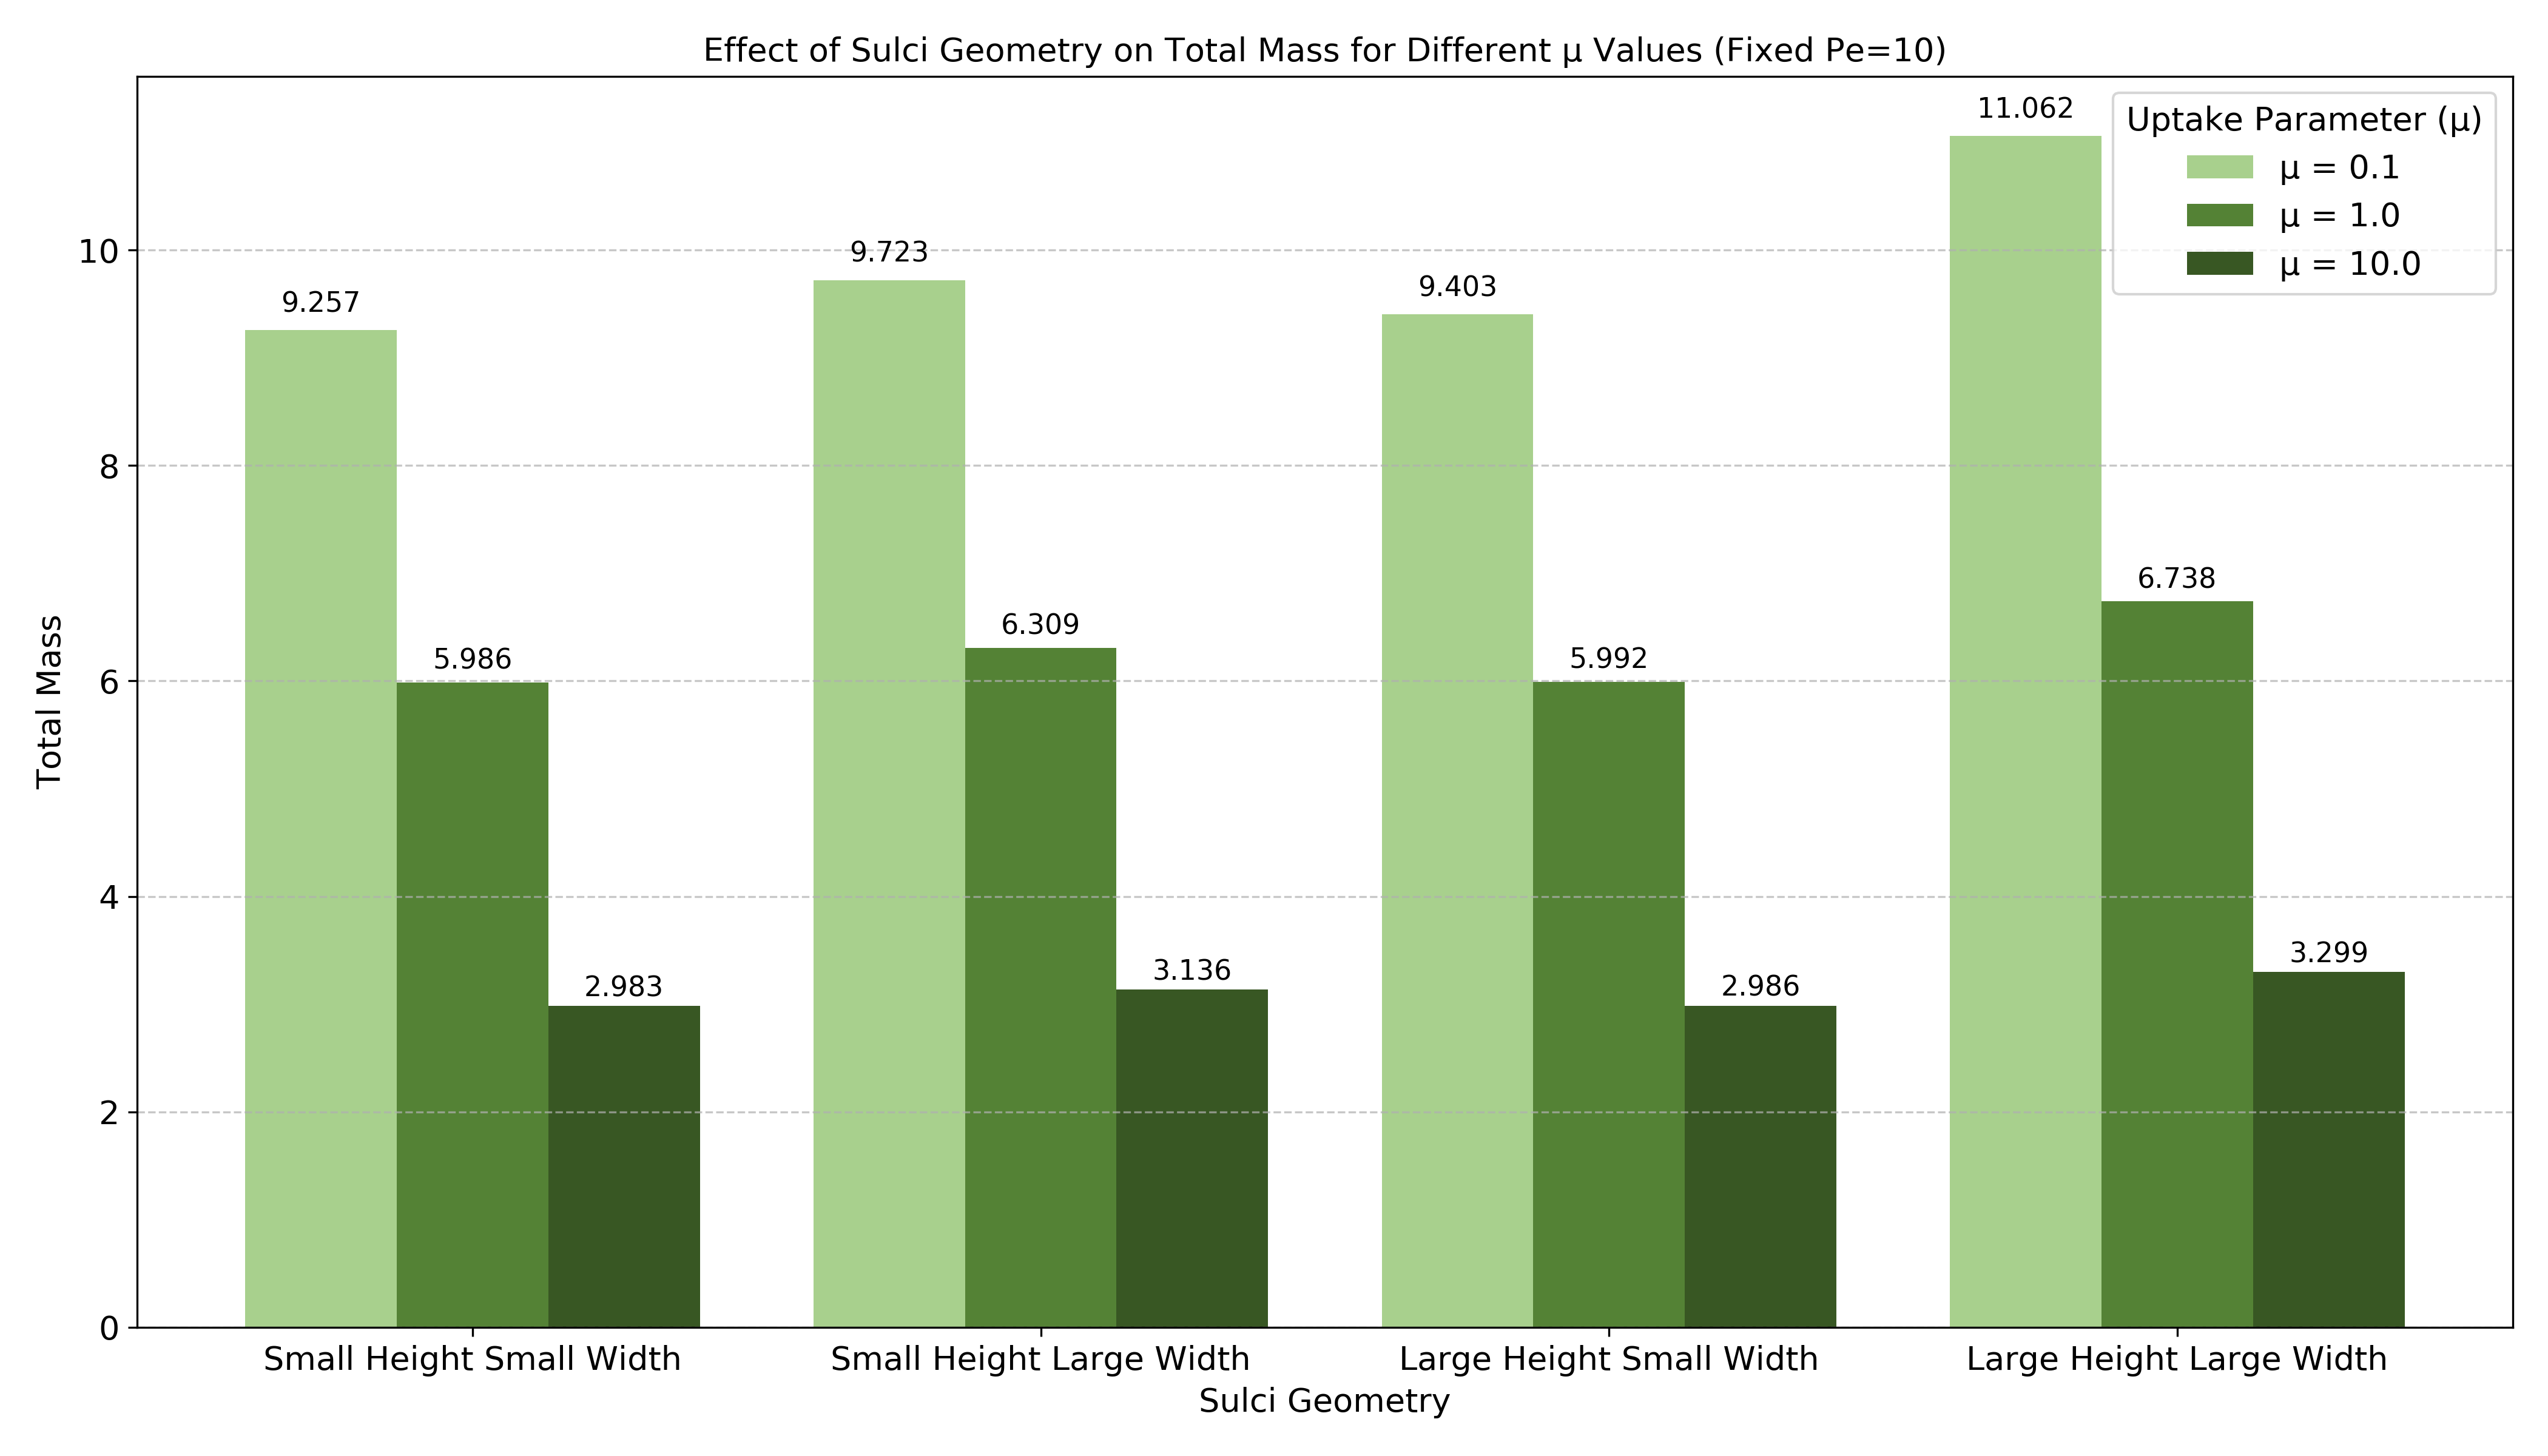 Effect of Sulci Geometry on Total Mass for Different μ Values (Fixed Pe=10)
Uptake Parameter (μ)
μ = 0.1
μ = 1.0
μ = 10.0
Total Mass
10
8
6
4
2
0
9.257
5.986
2.983
9.723
6.309
3.136
9.403
5.992
2.986
11.062
6.738
3.299
Small Height Small Width
Small Height Large Width
Large Height Small Width
Large Height Large Width
Sulci Geometry